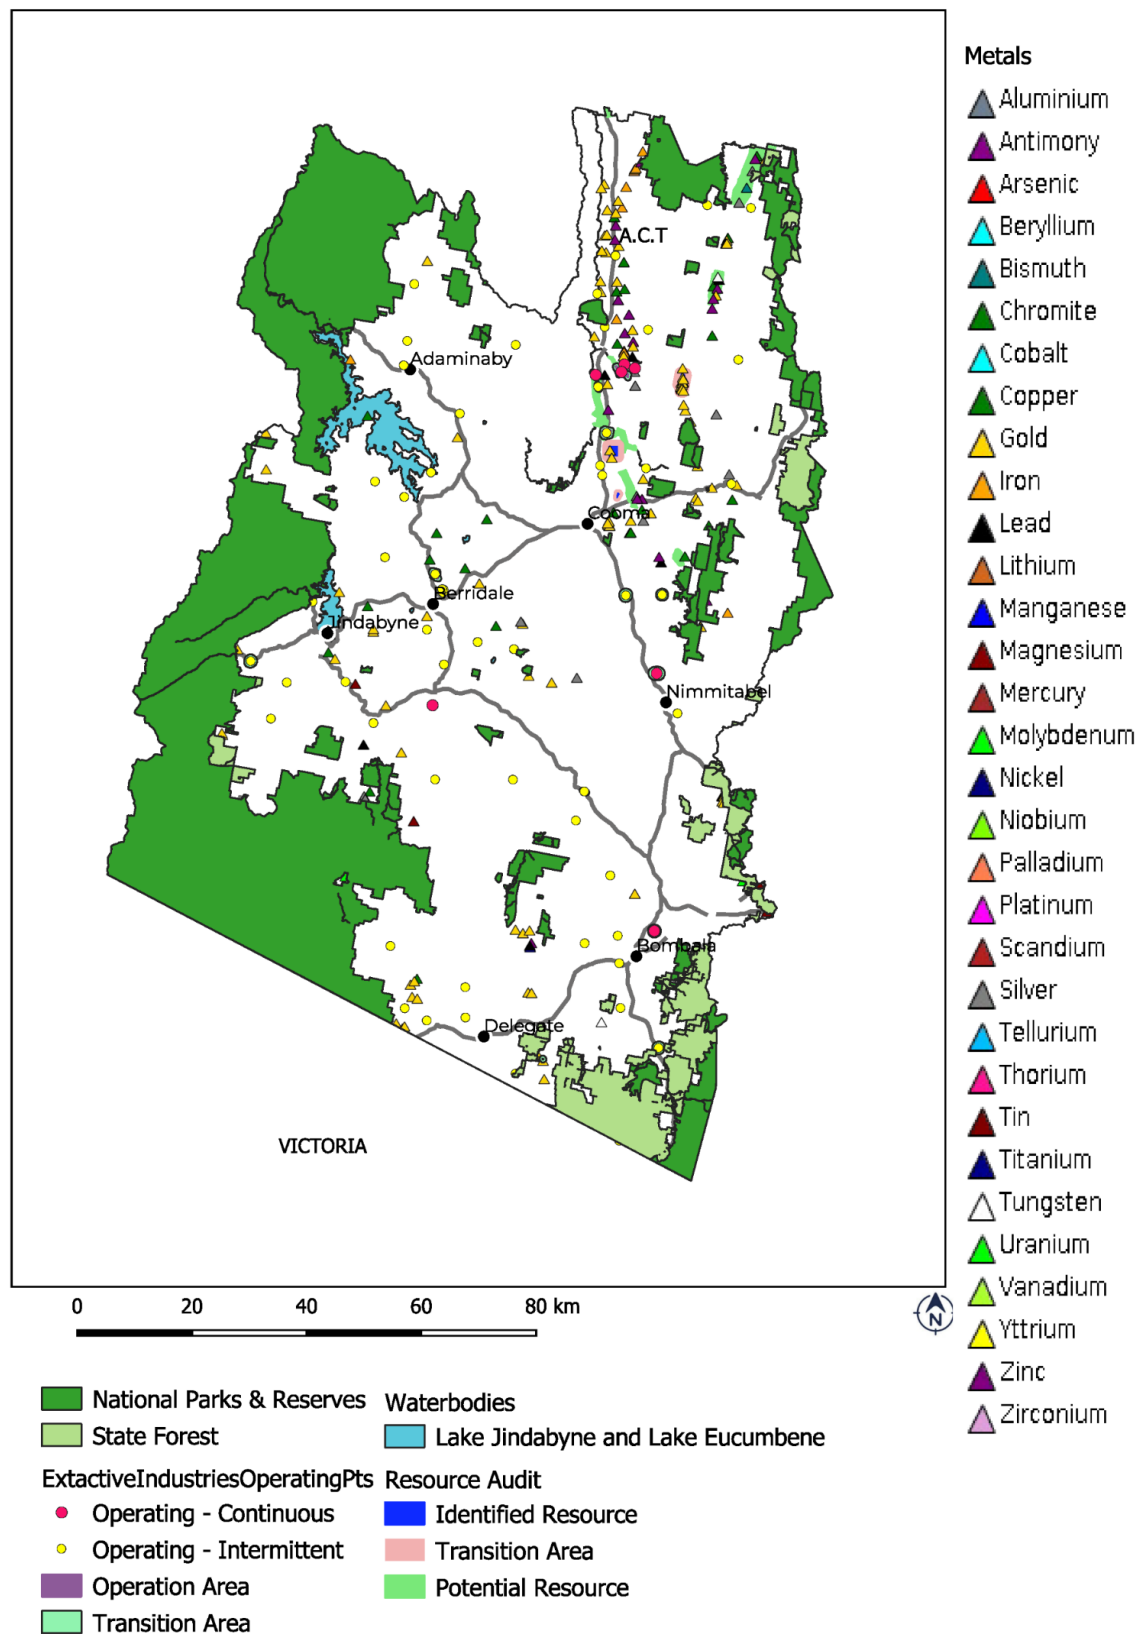 Metals
Aluminium
Antimony
Arsenic
Beryllium
Bismuth
Chromite
Cobalt
Copper
Gold
Iron
Lead
Lithium
Manganese
Magnesium
Mercury
Molybdenum
Nickel
Niobium
Palladium
Platinum
Scandium
Silver
Tellurium
Thorium
Tin
Titanium
Tungsten
Uranium
Vanadium
Yttrium
Zinc
Zirconium
A.C.T
Adaminaby
Cooma
Berridale
Jindabyne
Nimmitabel
Bombala
Delegate
VICTORIA
0 20 40 60 80 km
N
National Parks & Reserves
State Forest
ExtactiveIndustriesOperatingPts
Operating - Continuous
Operating - Intermittent
Operation Area
Transition Area
Waterbodies
Lake Jindabyne and Lake Eucumbene
Resource Audit
Identified Resource
Transition Area
Potential Resource